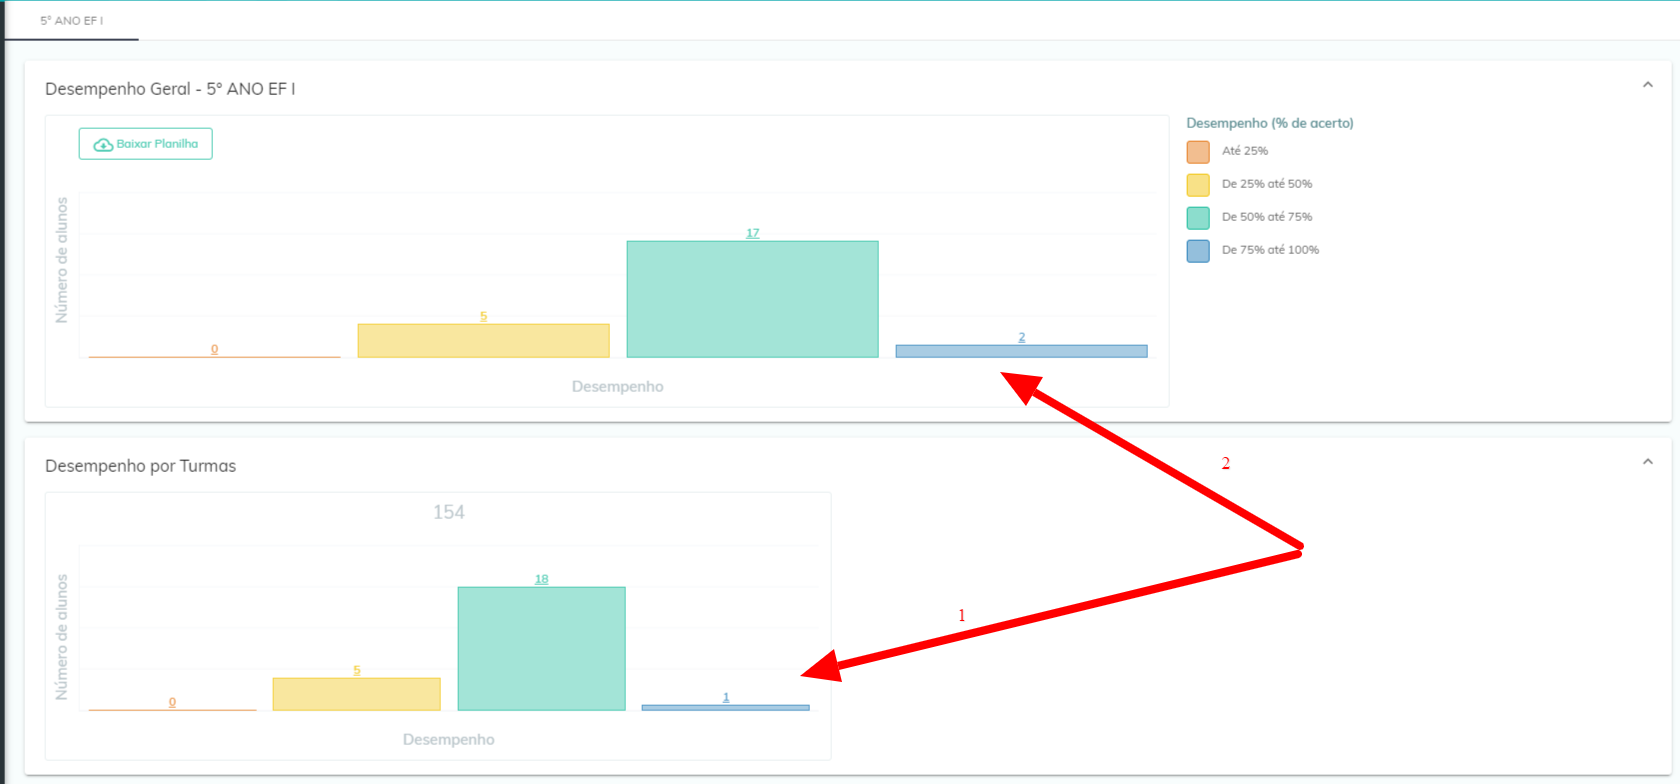 5° ANO EF I
Desempenho Geral - 5° ANO EF I
Baixar Planilha
Desempenho (% de acerto)
Até 25%
De 25% até 50%
De 50% até 75%
De 75% até 100%
Número de alunos
0
5
17
2
Desempenho
2
Desempenho por Turmas
154
Número de alunos
0
5
18
1
1
Desempenho